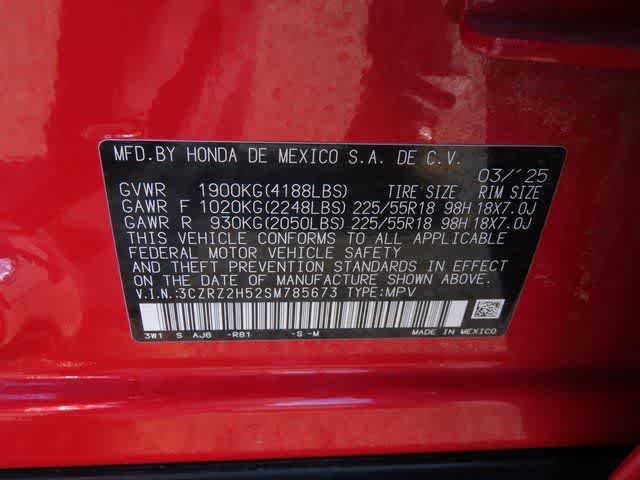 MFD. BY HONDA DE MEXICO S.A. DE C.V.
03/'25
GVWR 1900KG(4188LBS) TIRE SIZE RIM SIZE
GAWR F 1020KG(2248LBS) 225/55R18 98H 18X7.0J
GAWR R 930KG(2050LBS) 225/55R18 98H 18X7.0J
THIS VEHICLE CONFORMS TO ALL APPLICABLE
FEDERAL MOTOR VEHICLE SAFETY
AND THEFT PREVENTION STANDARDS IN EFFECT
ON THE DATE OF MANUFACTURE SHOWN ABOVE.
V.I.N.:3CZRZ2H52SM785673 TYPE:MPV
3W1 S AJ6 -R81 -S -M MADE IN MEXICO